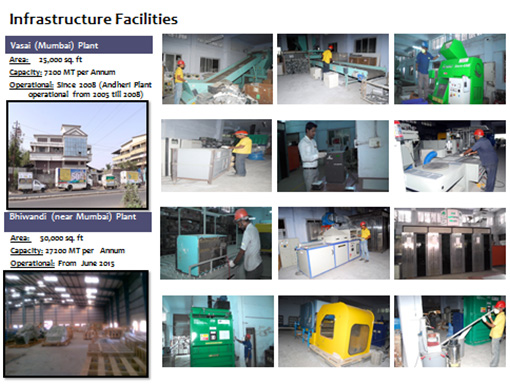 Infrastructure Facilities
Vasai (Mumbai) Plant
Area: 25,000 sq. ft
Capacity: 7200 MT per Annum
Operational: Since 2008 (Andheri Plant
operational from 2005 till 2008)
Bhiwandi (near Mumbai) Plant
Area: 50,000 sq. ft
Capacity: 17200 MT per Annum
Operational: From June 2015